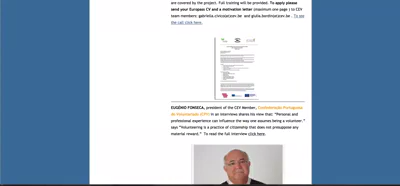 are covered by the project. Full training will be provided. To apply please
send your Europass CV and a motivation letter (maximum one page ) to CEV
team members: gabriella.civico@cev.be and giulia.bordin@cev.be . To see
the call click here.
EUGÉNIO FONSECA, president of the CEV Member, Confederação Portuguesa
do Voluntariado (CPV) in an interview shares his view that: "Personal and
professional experience can influence the way one assumes being a volunteer."
says "Volunteering is a practice of citizenship that does not presuppose any
material reward." To read the full interview click here.